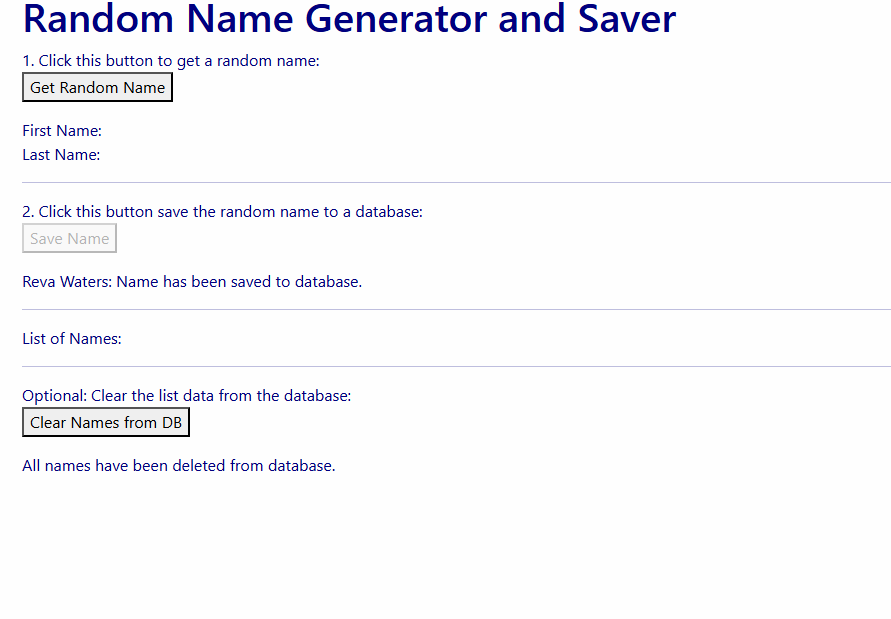 Random Name Generator and Saver
1. Click this button to get a random name:
Get Random Name
First Name:
Last Name:
2. Click this button save the random name to a database:
Save Name
Reva Waters: Name has been saved to database.
List of Names:
Optional: Clear the list data from the database:
Clear Names from DB
All names have been deleted from database.